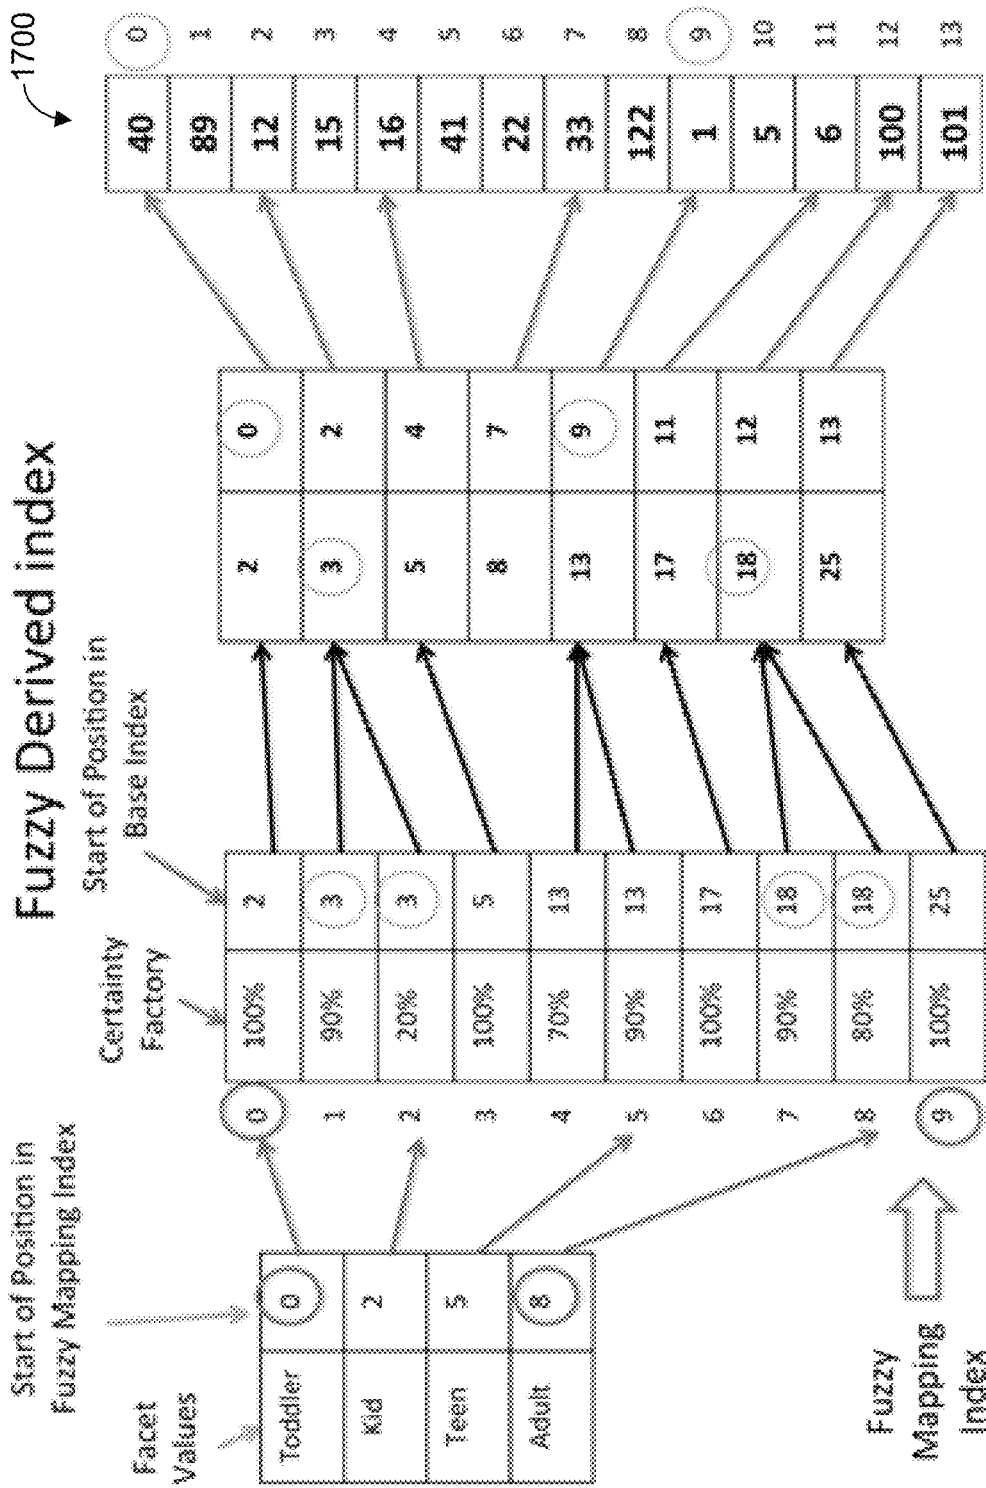 1700
Fuzzy Derived index
Start of Position in
Fuzzy Mapping Index
Certainty
Factory
Start of Position in
Base Index
Facet
Values
Toddler 0
Kid 2
Teen 5
Adult 8
Fuzzy
Mapping
Index
0 100% 2
1 90% 3
2 20% 3
3 100% 5
4 70% 13
5 90% 13
6 100% 17
7 90% 18
8 80% 18
9 100% 25
2 0
3 2
5 4
8 7
13 9
17 11
18 12
25 13
40 0
89 1
12 2
15 3
16 4
41 5
22 6
33 7
122 8
1 9
5 10
6 11
100 12
101 13